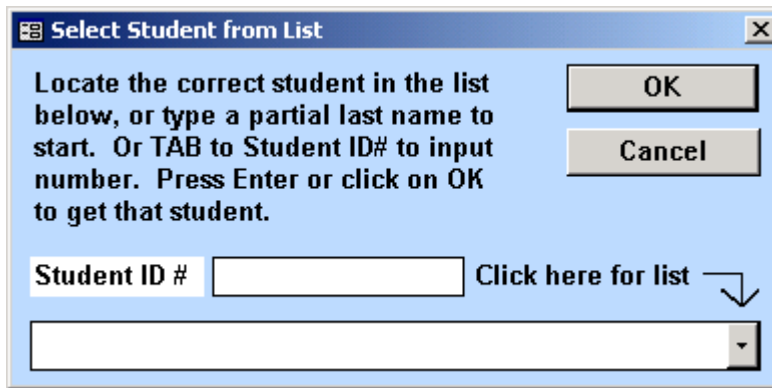 Select Student from List
Locate the correct student in the list
below, or type a partial last name to
start.  Or TAB to Student ID# to input
number.  Press Enter or click on OK
to get that student.
OK
Cancel
Student ID #
Click here for list